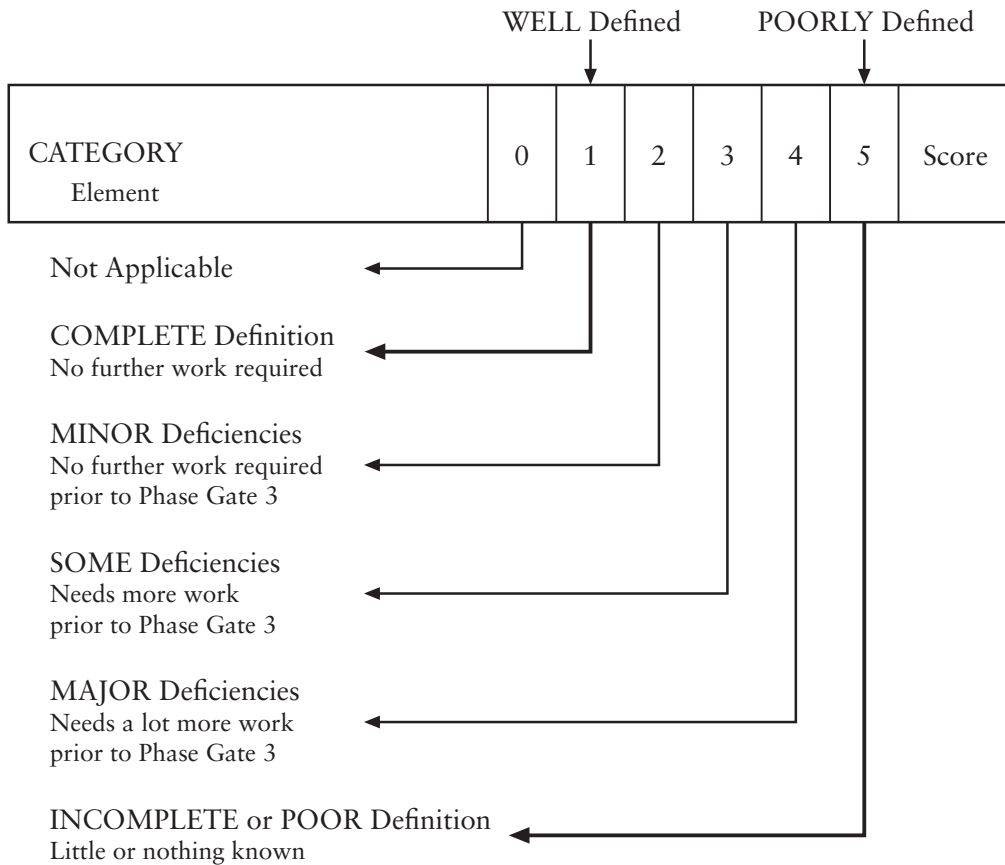 WELL Defined POORLY Defined
CATEGORY
Element
0 1 2 3 4 5 Score
Not Applicable
COMPLETE Definition
No further work required
MINOR Deficiencies
No further work required
prior to Phase Gate 3
SOME Deficiencies
Needs more work
prior to Phase Gate 3
MAJOR Deficiencies
Needs a lot more work
prior to Phase Gate 3
INCOMPLETE or POOR Definition
Little or nothing known